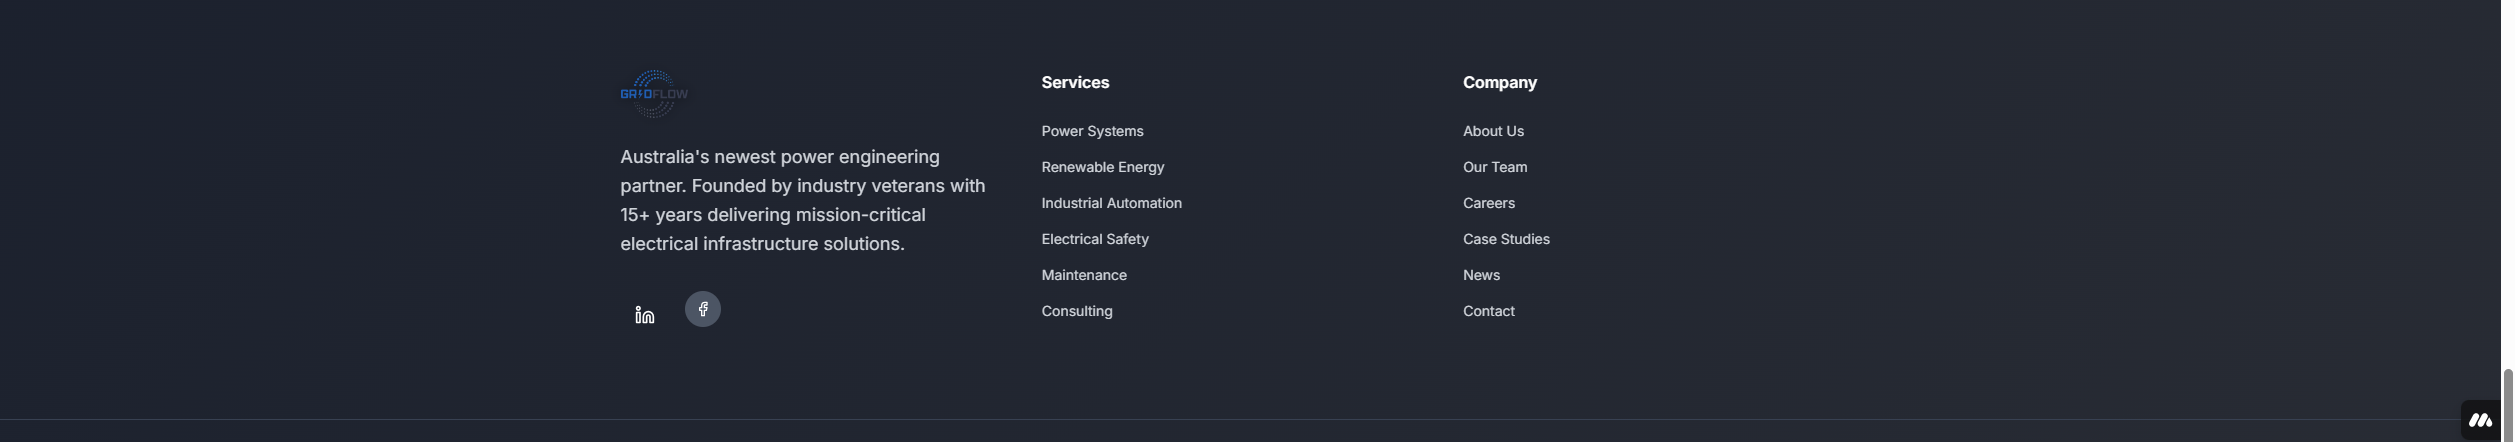 GRIDFLOW
Australia's newest power engineering
partner. Founded by industry veterans with
15+ years delivering mission-critical
electrical infrastructure solutions.
Services
Power Systems
Renewable Energy
Industrial Automation
Electrical Safety
Maintenance
Consulting
Company
About Us
Our Team
Careers
Case Studies
News
Contact